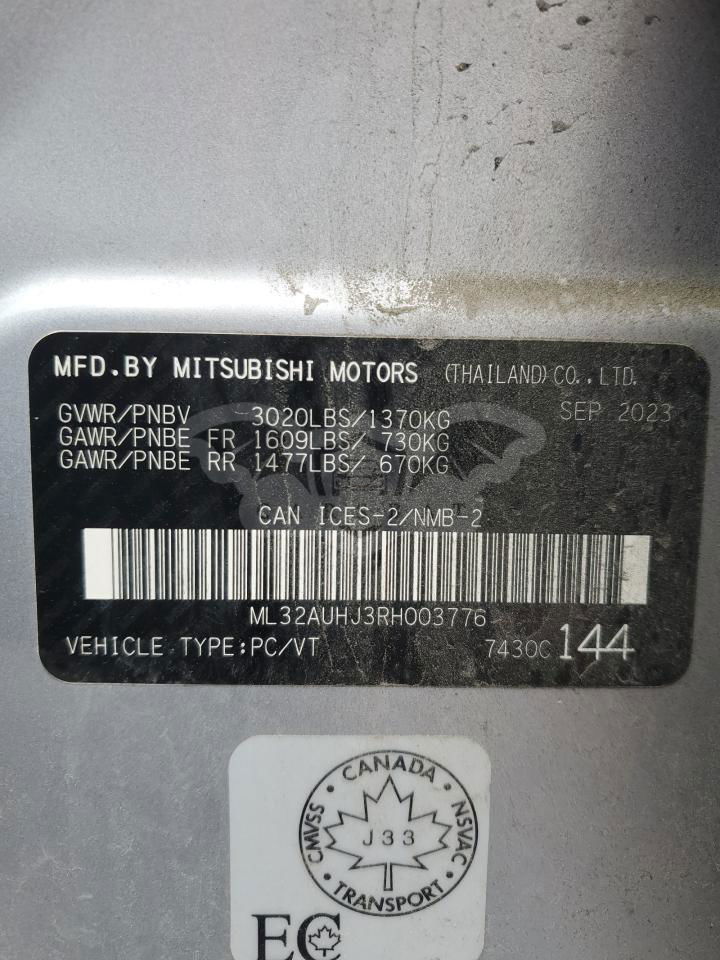 MFD.BY MITSUBISHI MOTORS (THAILAND) CO.,LTD.
GVWR/PNBV 3020LBS/1370KG SEP 2023
GAWR/PNBE FR 1609LBS/ 730KG
GAWR/PNBE RR 1477LBS/ 670KG
CAN ICES-2/NMB-2
ML32AUHJ3RH003776
VEHICLE TYPE:PC/VT 7430C 144
CANADA
CMVSS J33 NSVAC
TRANSPORT
EC